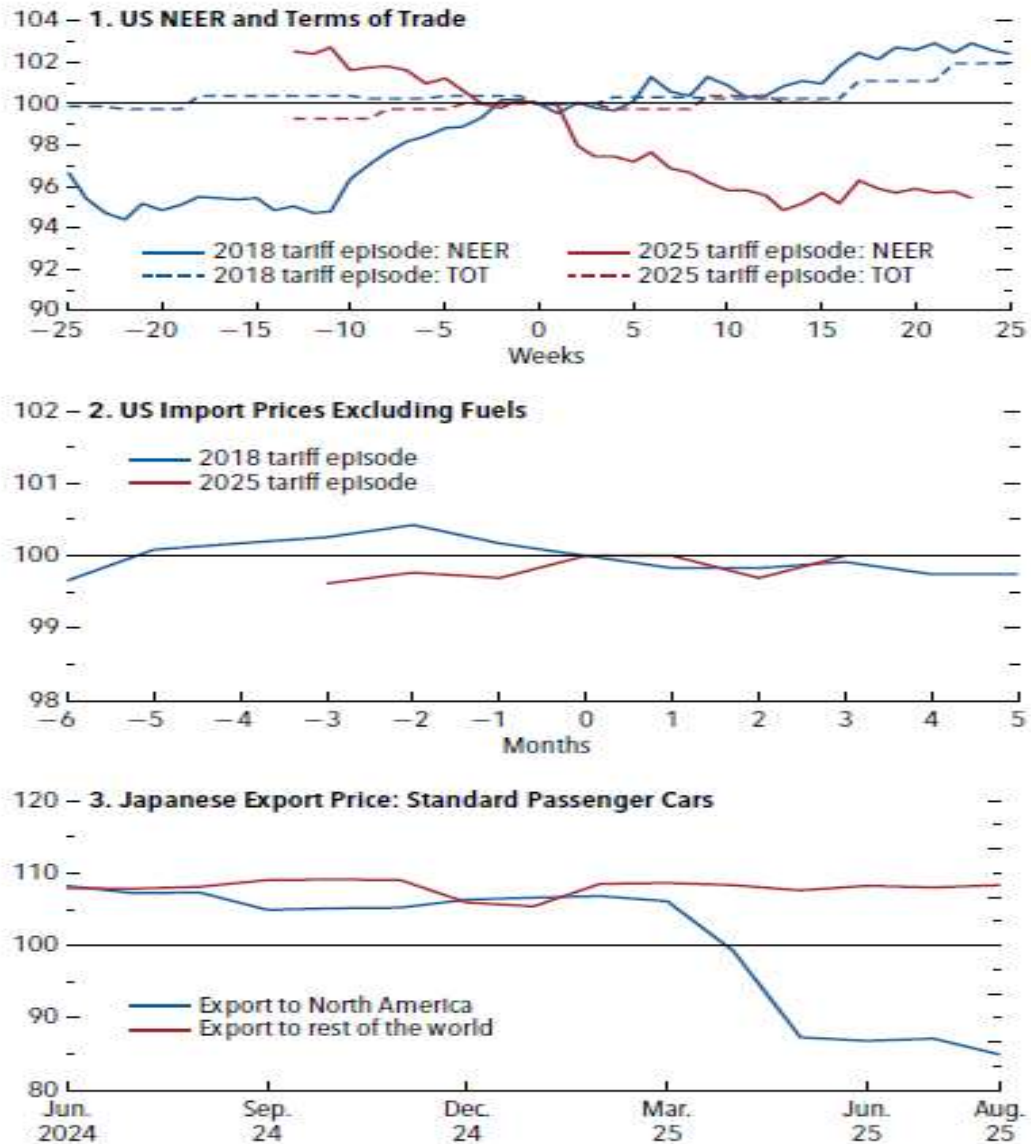 1. US NEER and Terms of Trade
104
102
100
98
96
94
92
90
2018 tariff episode: NEER
2025 tariff episode: NEER
2018 tariff episode: TOT
2025 tariff episode: TOT
−25 −20 −15 −10 −5 0 5 10 15 20 25
Weeks
2. US Import Prices Excluding Fuels
102
101
100
99
98
2018 tariff episode
2025 tariff episode
−6 −5 −4 −3 −2 −1 0 1 2 3 4 5
Months
3. Japanese Export Price: Standard Passenger Cars
120
110
100
90
80
Export to North America
Export to rest of the world
Jun. Sep. Dec. Mar. Jun. Aug.
2024 24 24 25 25 25